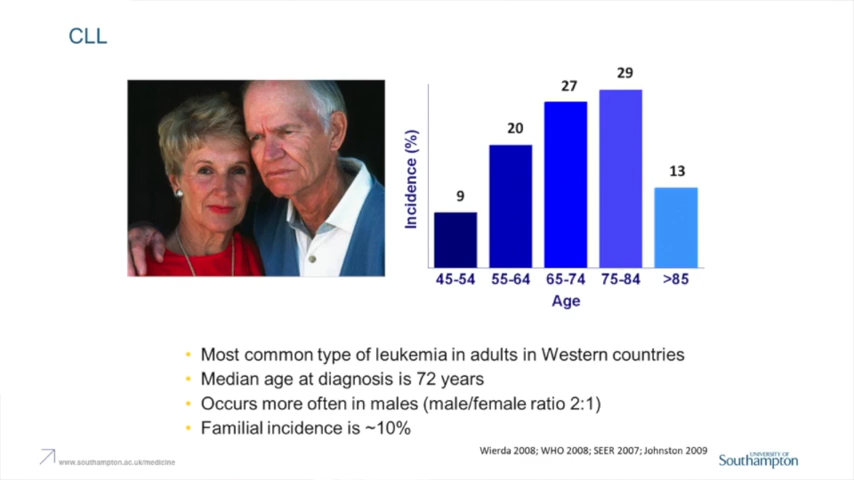 CLL
29
27
20
13
9
Incidence (%)
45-54 55-64 65-74 75-84 >85
Age
• Most common type of leukemia in adults in Western countries
• Median age at diagnosis is 72 years
• Occurs more often in males (male/female ratio 2:1)
• Familial incidence is ~10%
Wierda 2008; WHO 2008; SEER 2007; Johnston 2009
www.southampton.ac.uk/medicine
UNIVERSITY OF
Southampton